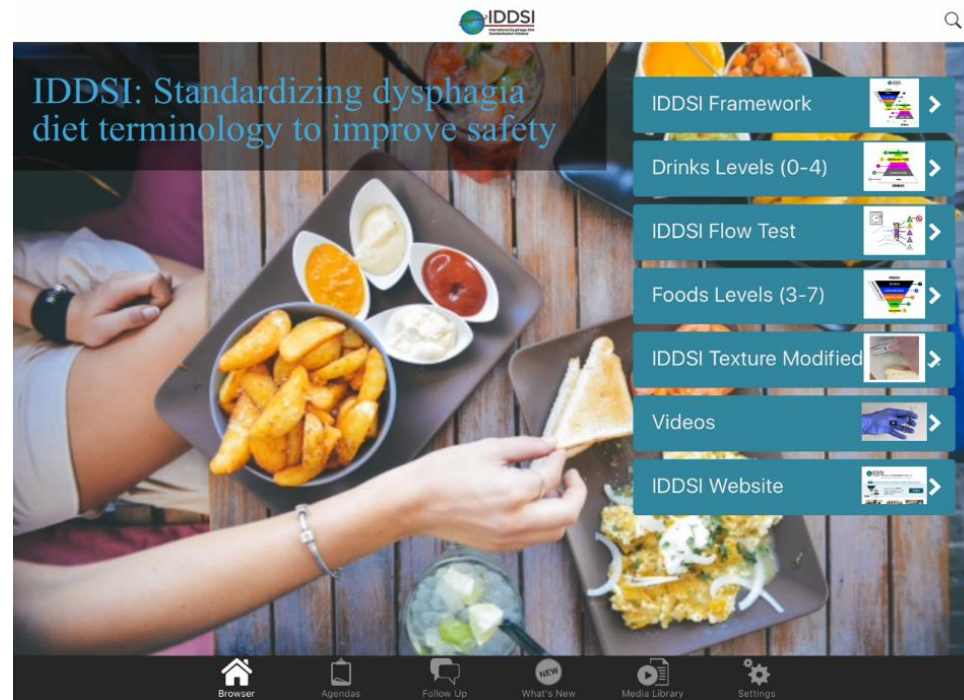 IDDSI
IDDSI: Standardizing dysphagia
diet terminology to improve safety
IDDSI Framework
Drinks Levels (0-4)
IDDSI Flow Test
Foods Levels (3-7)
IDDSI Texture Modified
Videos
IDDSI Website
Browser
Agendas
Follow Up
NEW
What's New
Media Library
Settings